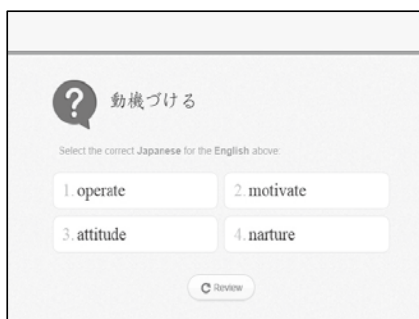 ?
動機づける
Select the correct Japanese for the English above:
1. operate
2. motivate
3. attitude
4. narture
Review